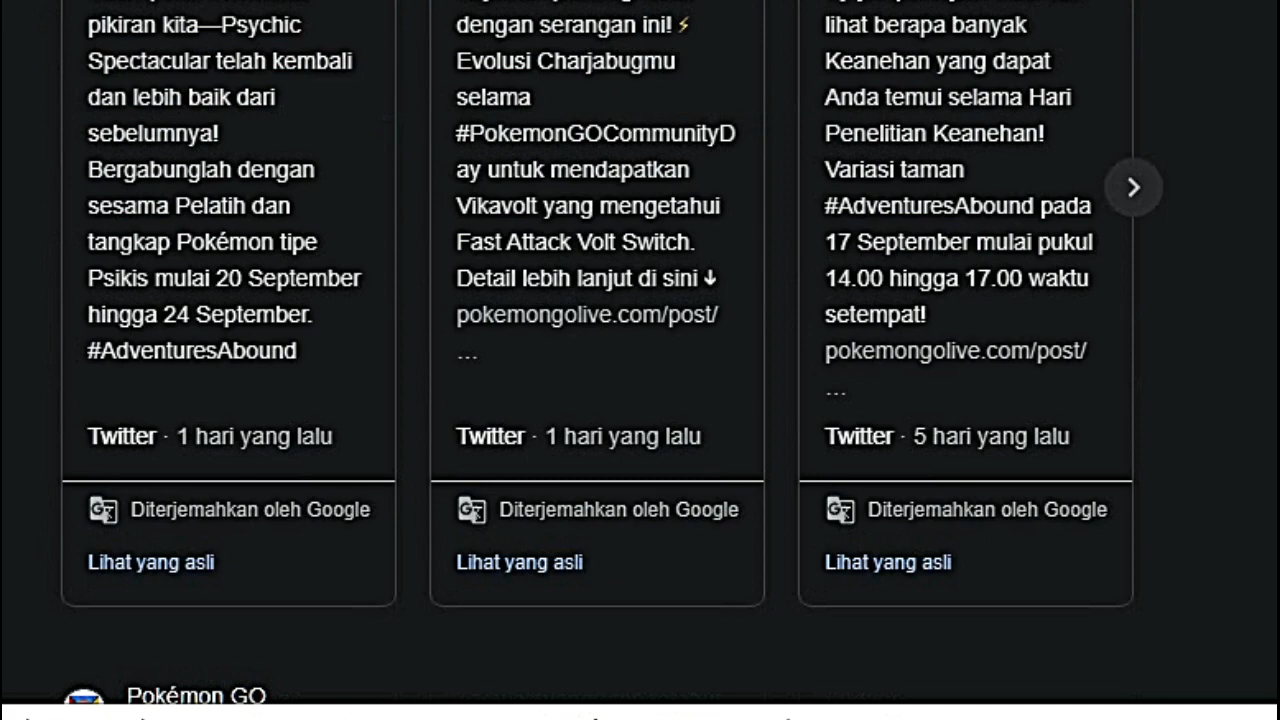 pikiran kita—Psychic
Spectacular telah kembali
dan lebih baik dari
sebelumnya!
Bergabunglah dengan
sesama Pelatih dan
tangkap Pokémon tipe
Psikis mulai 20 September
hingga 24 September.
#AdventuresAbound
Twitter · 1 hari yang lalu
Diterjemahkan oleh Google
Lihat yang asli
dengan serangan ini!⚡
Evolusi Charjabugmu
selama
#PokemonGOCommunityD
ay untuk mendapatkan
Vikavolt yang mengetahui
Fast Attack Volt Switch.
Detail lebih lanjut di sini ↓
pokemongolive.com/post/
...
Twitter · 1 hari yang lalu
Diterjemahkan oleh Google
Lihat yang asli
lihat berapa banyak
Keanehan yang dapat
Anda temui selama Hari
Penelitian Keanehan!
Variasi taman
#AdventuresAbound pada
17 September mulai pukul
14.00 hingga 17.00 waktu
setempat!
pokemongolive.com/post/
...
Twitter · 5 hari yang lalu
Diterjemahkan oleh Google
Lihat yang asli
Pokémon GO